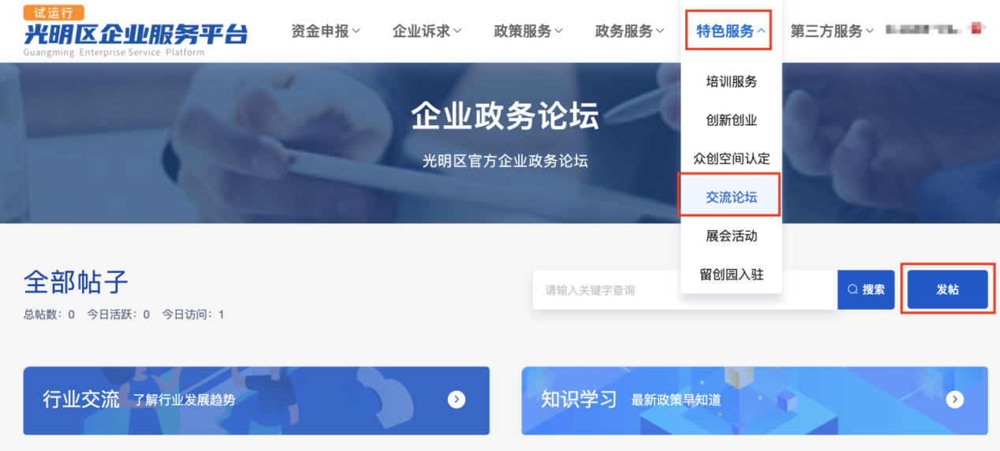 试运行
光明区企业服务平台
Guangming Enterprise Service Platform
资金申报 企业诉求 政策服务 政务服务 特色服务 第三方服务
培训服务
创新创业
众创空间认定
交流论坛
展会活动
留创园入驻
企业政务论坛
光明区官方企业政务论坛
全部帖子
总帖数：0 今日活跃：0 今日访问：1
请输入关键字查询 搜索 发帖
行业交流 了解行业发展趋势
知识学习 最新政策早知道